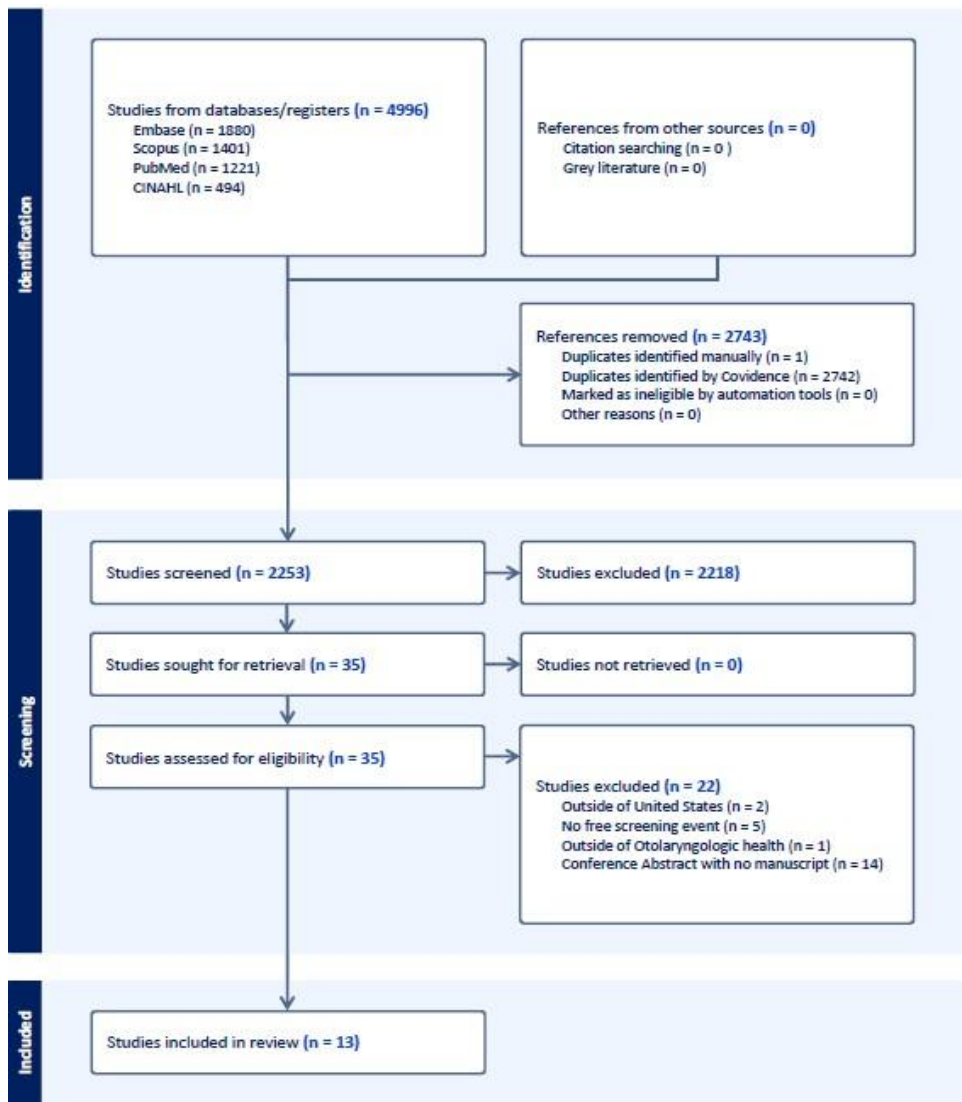 Identification
Studies from databases/registers (n = 4996)
Embase (n = 1880)
Scopus (n = 1401)
PubMed (n = 1221)
CINAHL (n = 494)
References from other sources (n = 0)
Citation searching (n = 0 )
Grey literature (n = 0)
References removed (n = 2743)
Duplicates identified manually (n = 1)
Duplicates identified by Covidence (n = 2742)
Marked as ineligible by automation tools (n = 0)
Other reasons (n = 0)
Screening
Studies screened (n = 2253)
Studies excluded (n = 2218)
Studies sought for retrieval (n = 35)
Studies not retrieved (n = 0)
Studies assessed for eligibility (n = 35)
Studies excluded (n = 22)
Outside of United States (n = 2)
No free screening event (n = 5)
Outside of Otolaryngologic health (n = 1)
Conference Abstract with no manuscript (n = 14)
Included
Studies included in review (n = 13)